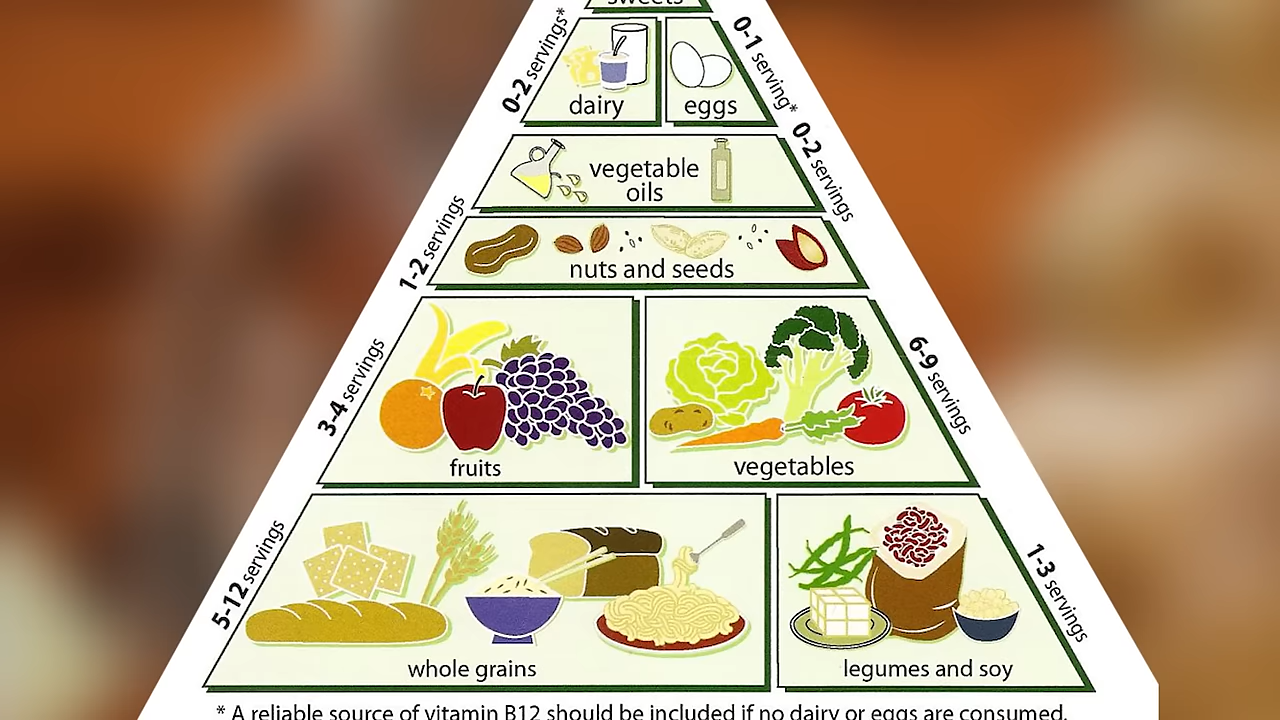 sweets
0-2 servings*
0-1 serving*
dairy
eggs
0-2 servings
vegetable
oils
1-2 servings
nuts and seeds
3-4 servings
6-9 servings
fruits
vegetables
5-12 servings
1-3 servings
whole grains
legumes and soy
* A reliable source of vitamin B12 should be included if no dairy or eggs are consumed.